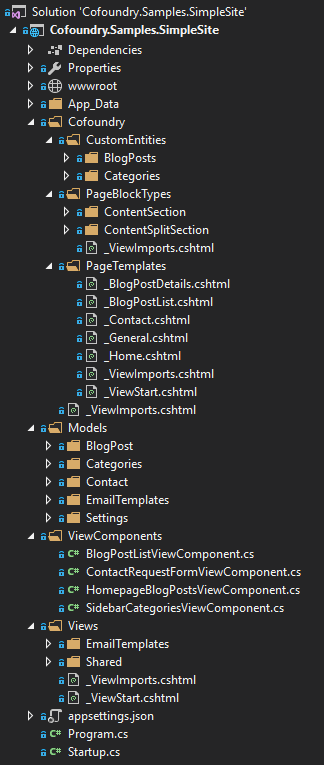 Solution 'Cofoundry.Samples.SimpleSite'
Cofoundry.Samples.SimpleSite
Dependencies
Properties
wwwroot
App_Data
Cofoundry
CustomEntities
BlogPosts
Categories
PageBlockTypes
ContentSection
ContentSplitSection
_ViewImports.cshtml
PageTemplates
_BlogPostDetails.cshtml
_BlogPostList.cshtml
_Contact.cshtml
_General.cshtml
_Home.cshtml
_ViewImports.cshtml
_ViewStart.cshtml
_ViewImports.cshtml
Models
BlogPost
Categories
Contact
EmailTemplates
Settings
ViewComponents
C# BlogPostListViewComponent.cs
C# ContactRequestFormViewComponent.cs
C# HomepageBlogPostsViewComponent.cs
C# SidebarCategoriesViewComponent.cs
Views
EmailTemplates
Shared
_ViewImports.cshtml
_ViewStart.cshtml
appsettings.json
C# Program.cs
C# Startup.cs